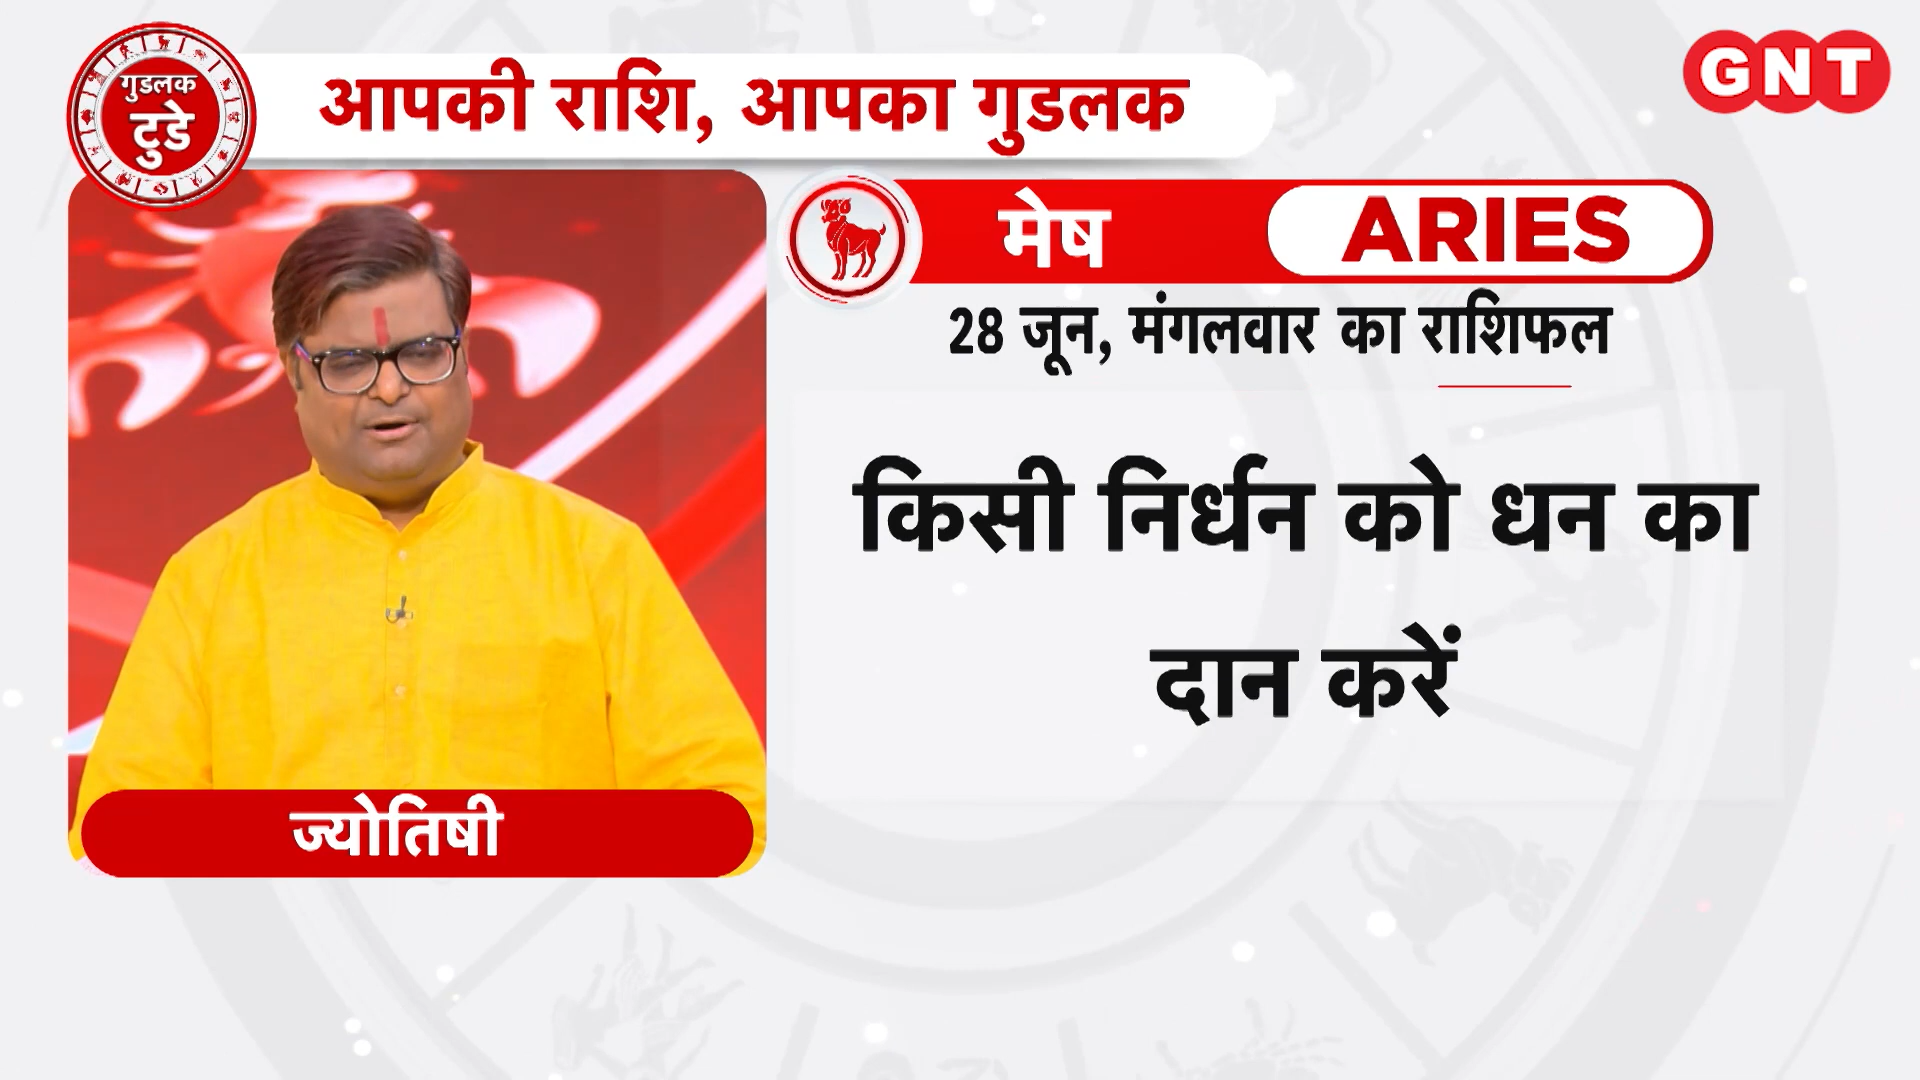 गुडलक
टुडे
आपकी राशि, आपका गुडलक
GNT
मेष
ARIES
28 जून, मंगलवार का राशिफल
किसी निर्धन को धन का
दान करें
ज्योतिषी